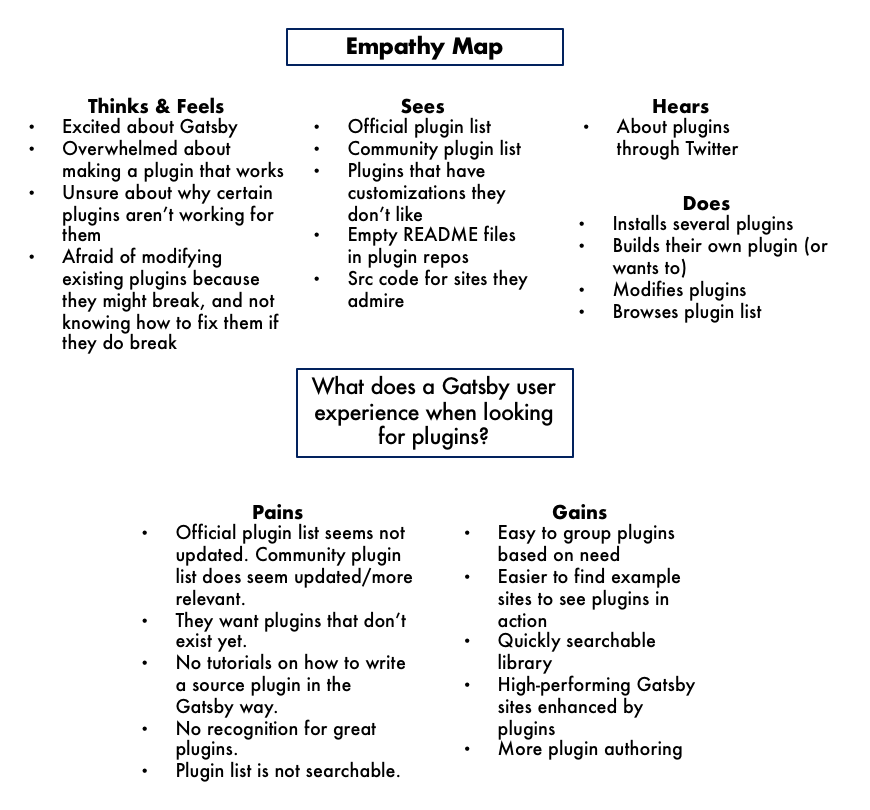 Empathy Map
Thinks & Feels
• Excited about Gatsby
• Overwhelmed about
making a plugin that works
• Unsure about why certain
plugins aren't working for
them
• Afraid of modifying
existing plugins because
they might break, and not
knowing how to fix them if
they do break
Sees
• Official plugin list
• Community plugin list
• Plugins that have
customizations they
don't like
• Empty README files
in plugin repos
• Src code for sites they
admire
Hears
• About plugins
through Twitter
Does
• Installs several plugins
• Builds their own plugin (or
wants to)
• Modifies plugins
• Browses plugin list
What does a Gatsby user
experience when looking
for plugins?
Pains
• Official plugin list seems not
updated. Community plugin
list does seem updated/more
relevant.
• They want plugins that don't
exist yet.
• No tutorials on how to write
a source plugin in the
Gatsby way.
• No recognition for great
plugins.
• Plugin list is not searchable.
Gains
• Easy to group plugins
based on need
• Easier to find example
sites to see plugins in
action
• Quickly searchable
library
• High-performing Gatsby
sites enhanced by
plugins
• More plugin authoring